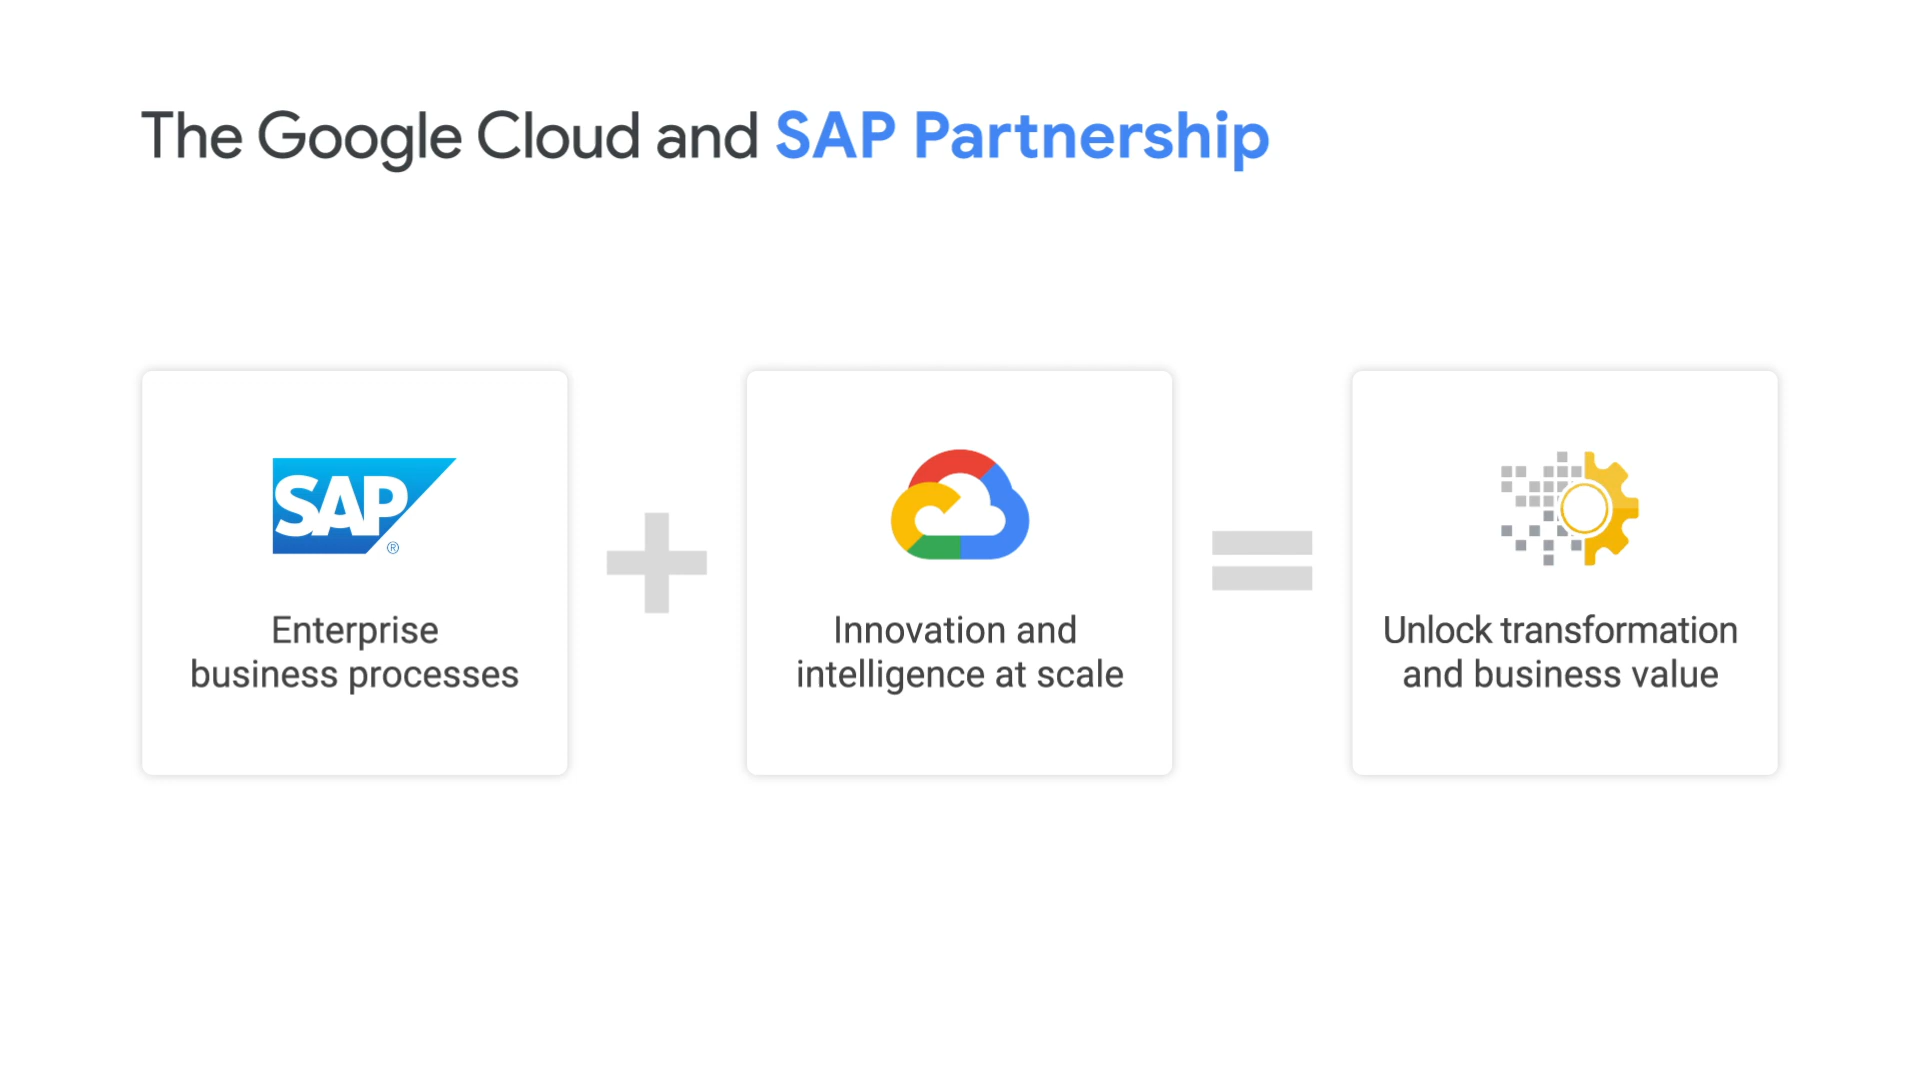 The Google Cloud and SAP Partnership
SAP
®
Enterprise
business processes
Innovation and
intelligence at scale
Unlock transformation
and business value